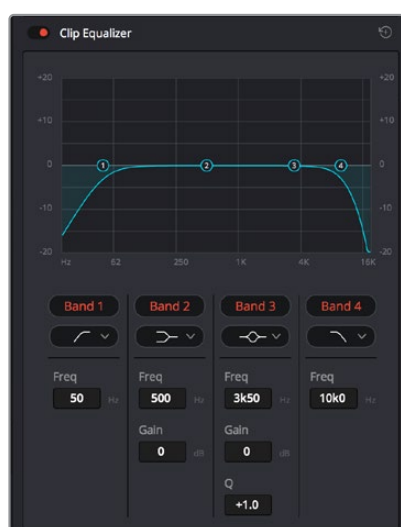 Clip Equalizer
+20 +20
+10 +10
0 1 2 3 4 0
-10 -10
-20 -20
Hz 62 250 1K 4K 16K
Band 1 Band 2 Band 3 Band 4
Freq Freq Freq Freq
50 Hz 500 Hz 3k50 Hz 10k0 Hz
Gain Gain
0 dB 0 dB
Q
+1.0